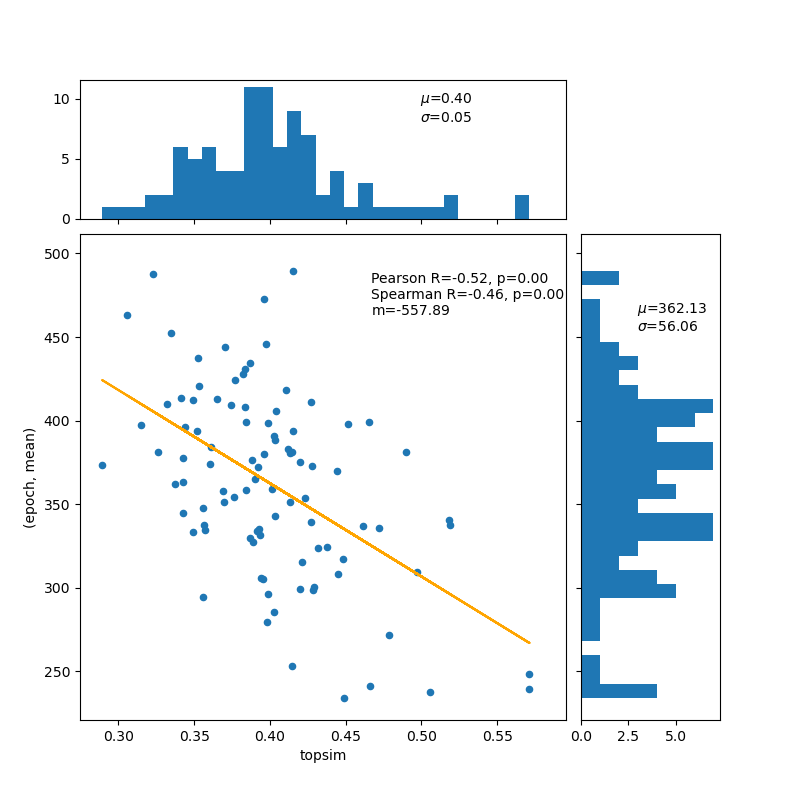 10
5
0
μ=0.40
σ=0.05
500
450
400
350
300
250
(epoch, mean)
Pearson R=-0.52, p=0.00
Spearman R=-0.46, p=0.00
m=-557.89
0.30 0.35 0.40 0.45 0.50 0.55
topsim
μ=362.13
σ=56.06
0.0 2.5 5.0